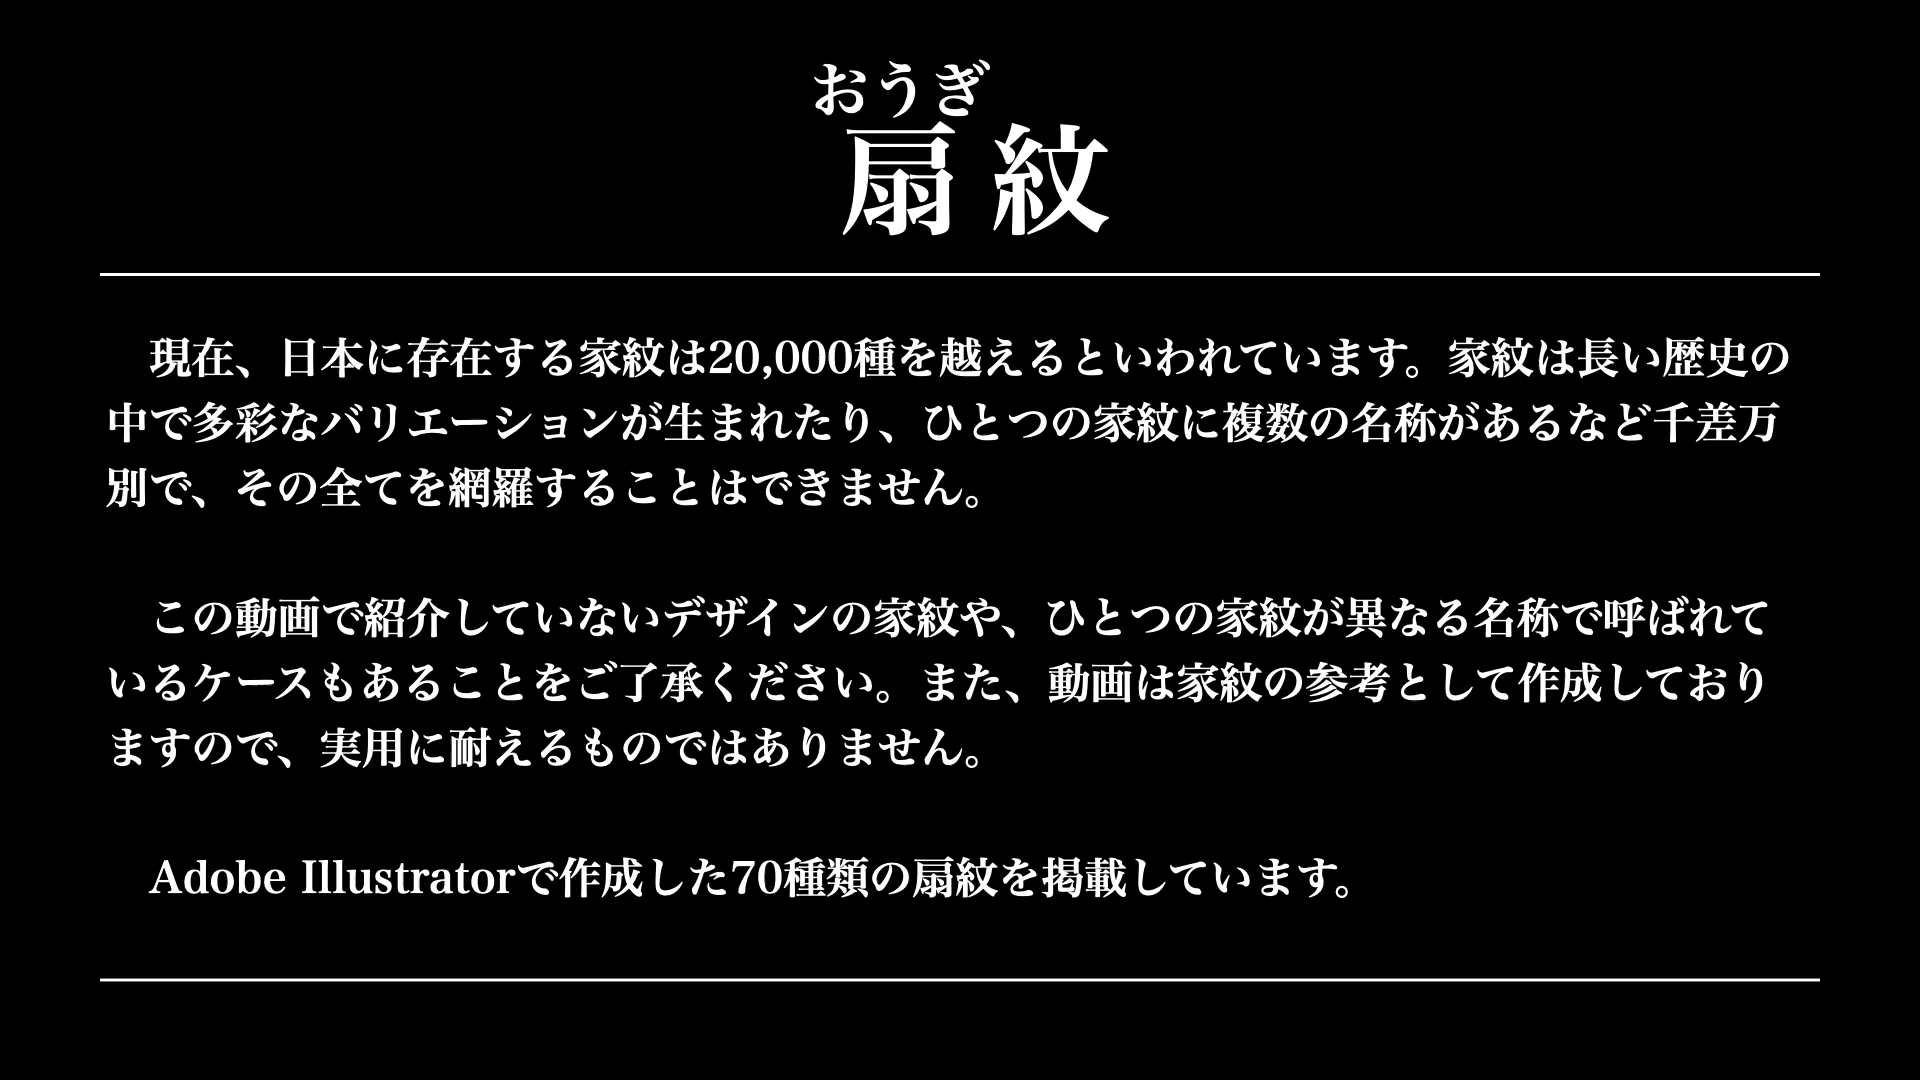 おうぎ
扇紋
　現在、日本に存在する家紋は20,000種を越えるといわれています。家紋は長い歴史の
中で多彩なバリエーションが生まれたり、ひとつの家紋に複数の名称があるなど千差万
別で、その全てを網羅することはできません。
　この動画で紹介していないデザインの家紋や、ひとつの家紋が異なる名称で呼ばれて
いるケースもあることをご了承ください。また、動画は家紋の参考として作成しており
ますので、実用に耐えるものではありません。
　Adobe Illustratorで作成した70種類の扇紋を掲載しています。